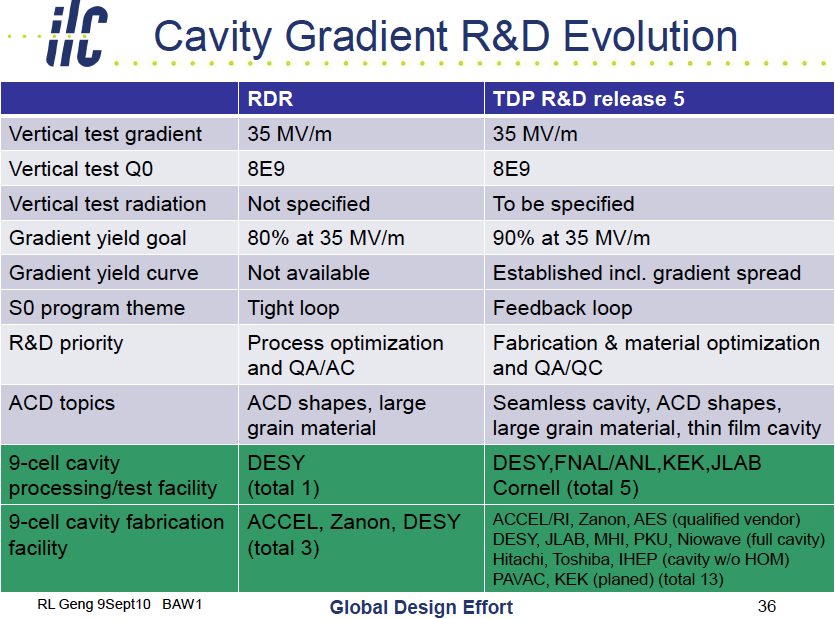 ilc
Cavity Gradient R&D Evolution
RDR TDP R&D release 5
Vertical test gradient 35 MV/m 35 MV/m
Vertical test Q0 8E9 8E9
Vertical test radiation Not specified To be specified
Gradient yield goal 80% at 35 MV/m 90% at 35 MV/m
Gradient yield curve Not available Established incl. gradient spread
S0 program theme Tight loop Feedback loop
R&D priority Process optimization Fabrication & material optimization
and QA/AC and QA/QC
ACD topics ACD shapes, large Seamless cavity, ACD shapes,
grain material large grain material, thin film cavity
9-cell cavity DESY DESY,FNAL/ANL,KEK,JLAB
processing/test facility (total 1) Cornell (total 5)
9-cell cavity fabrication ACCEL, Zanon, DESY ACCEL/RI, Zanon, AES (qualified vendor)
facility (total 3) DESY, JLAB, MHI, PKU, Niowave (full cavity)
Hitachi, Toshiba, IHEP (cavity w/o HOM)
PAVAC, KEK (planed) (total 13)
RL Geng 9Sept10 BAW1 Global Design Effort 36